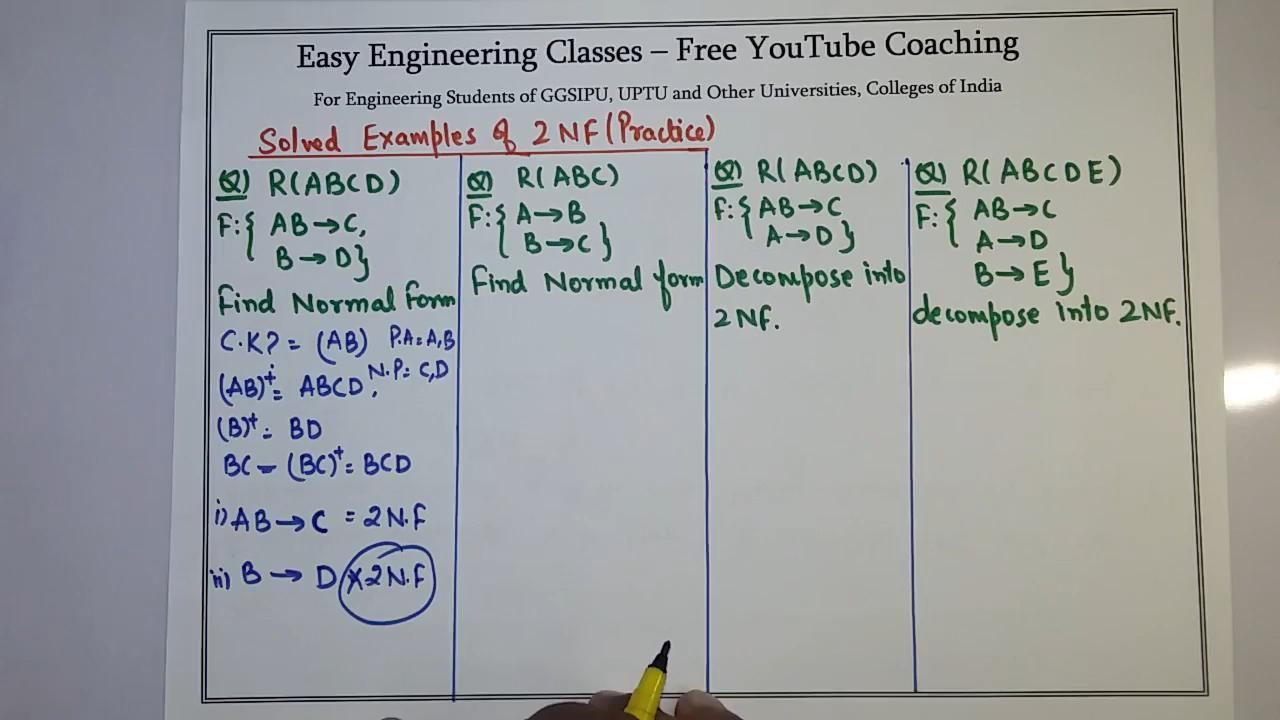 Easy Engineering Classes – Free YouTube Coaching
For Engineering Students of GGSIPU, UPTU and Other Universities, Colleges of India
Solved Examples of 2NF (Practice)
Q) R(ABCD)
F: { AB→C,
B→D}
Find Normal Form
C.K? = (AB) P.A = A,B
(AB)⁺ = ABCD, N.P = C,D
(B)⁺ = BD
BC – (BC)⁺ = BCD
i) AB→C = 2N.F
ii) B→D × 2N.F
Q) R(ABC)
F: { A→B
B→C }
Find Normal form
Q) R(ABCD)
F: { AB→C
A→D }
Decompose into
2NF.
Q) R(ABCDE)
F: { AB→C
A→D
B→E }
decompose into 2NF.